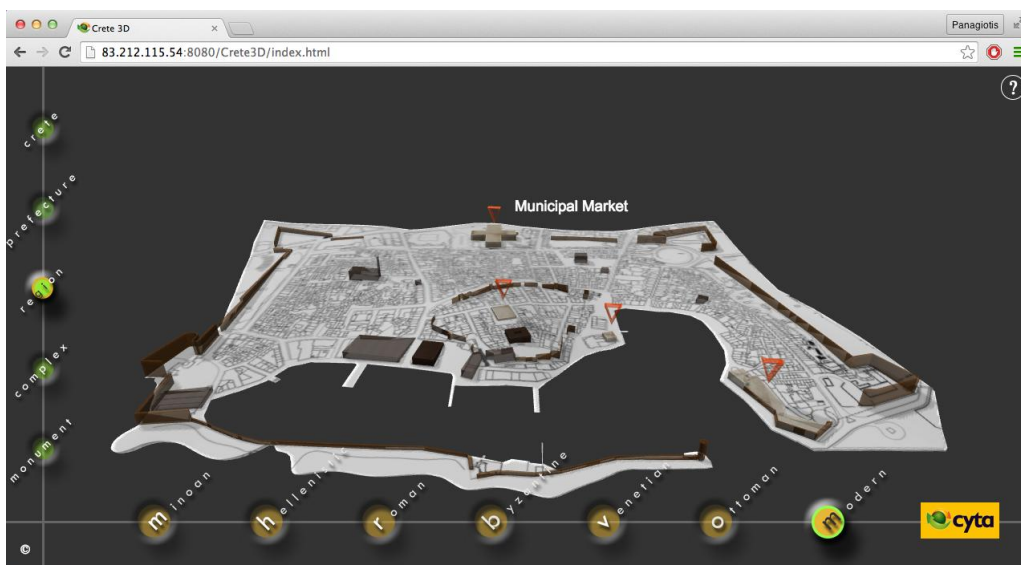 Crete 3D
Panagiotis
83.212.115.54:8080/Crete3D/index.html
?
crete
prefecture
region
complex
monument
Municipal Market
minoan
hellenistic
roman
byzantine
venetian
ottoman
modern
©
cyta